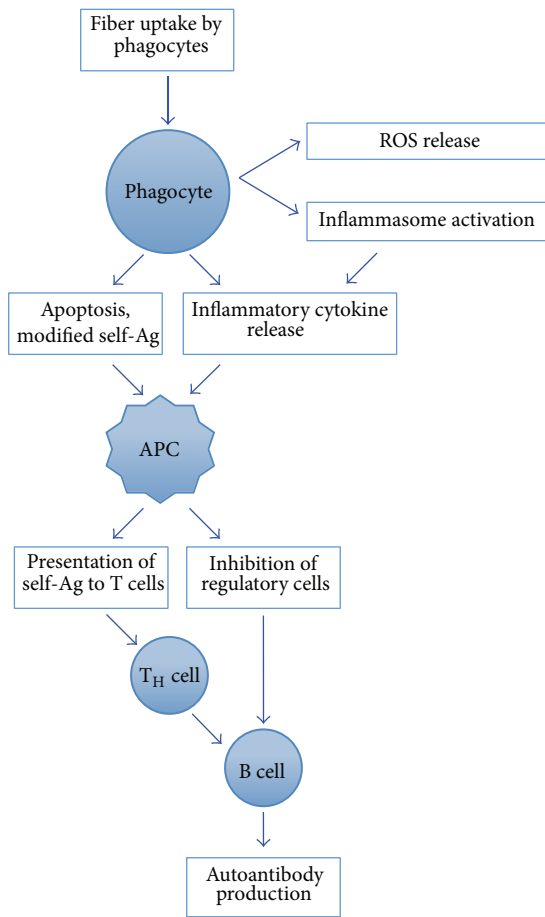 Fiber uptake by
phagocytes
Phagocyte
ROS release
Inflammasome activation
Apoptosis,
modified self-Ag
Inflammatory cytokine
release
APC
Presentation of
self-Ag to T cells
Inhibition of
regulatory cells
TH cell
B cell
Autoantibody
production